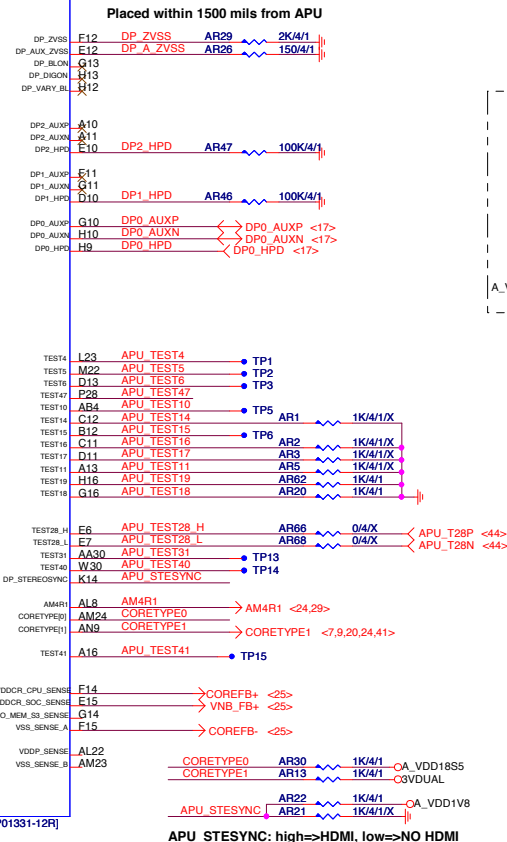 Placed within 1500 mils from APU
DP_ZVSS F12 DP_ZVSS AR29 2K/4/1
DP_AUX_ZVSS E12 DP_A_ZVSS AR26 150/4/1
DP_BLON G13
DP_DIGON U13
DP_VARY_BL U12
DP2_AUXP A10
DP2_AUXN A11
DP2_HPD E10 DP2_HPD AR47 100K/4/1
DP1_AUXP F11
DP1_AUXN G11
DP1_HPD D10 DP1_HPD AR46 100K/4/1
DP0_AUXP G10 DP0_AUXP DP0_AUXP <17>
DP0_AUXN H10 DP0_AUXN DP0_AUXN <17>
DP0_HPD H9 DP0_HPD DP0_HPD <17>
TEST4 L23 APU_TEST4 TP1
TEST5 M22 APU_TEST5 TP2
TEST6 D13 APU_TEST6 TP3
TEST47 P28 APU_TEST47
TEST10 AB4 APU_TEST10 TP5
TEST14 C12 APU_TEST14 AR1 1K/4/1/X
TEST15 B12 APU_TEST15 TP6
TEST16 C11 APU_TEST16 AR2 1K/4/1/X
TEST17 D11 APU_TEST17 AR3 1K/4/1/X
TEST11 A13 APU_TEST11 AR5 1K/4/1/X
TEST19 H16 APU_TEST19 AR62 1K/4/1
TEST18 G16 APU_TEST18 AR20 1K/4/1
TEST28_H E6 APU_TEST28_H AR66 0/4/X APU_T28P <44>
TEST28_L E7 APU_TEST28_L AR68 0/4/X APU_T28N <44>
TEST31 AA30 APU_TEST31 TP13
TEST40 W30 APU_TEST40 TP14
DP_STEREOSYNC K14 APU_STESYNC
AM4R1 AL8 AM4R1 AM4R1 <24,29>
CORETYPE[0] AM24 CORETYPE0
CORETYPE[1] AN9 CORETYPE1 CORETYPE1 <7,9,20,24,41>
TEST41 A16 APU_TEST41 TP15
DDCR_CPU_SENSE F14 COREFB+ <25>
DDCR_SOC_SENSE E15 VNB_FB+ <25>
O_MEM_S3_SENSE G14
VSS_SENSE_A F15 COREFB- <25>
VDDP_SENSE AL22
VSS_SENSE_B AM23
CORETYPE0 AR30 1K/4/1 A_VDD18S5
CORETYPE1 AR13 1K/4/1 3VDUAL
AR22 1K/4/1 A_VDD1V8
APU_STESYNC AR21 1K/4/1/X
01331-12R]
APU_STESYNC: high=>HDMI, low=>NO HDMI